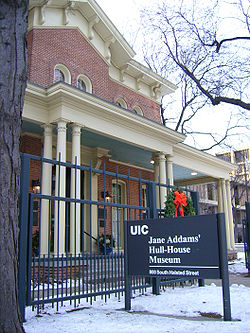 UIC
Jane Addams'
Hull-House
Museum
800 South Halsted Street